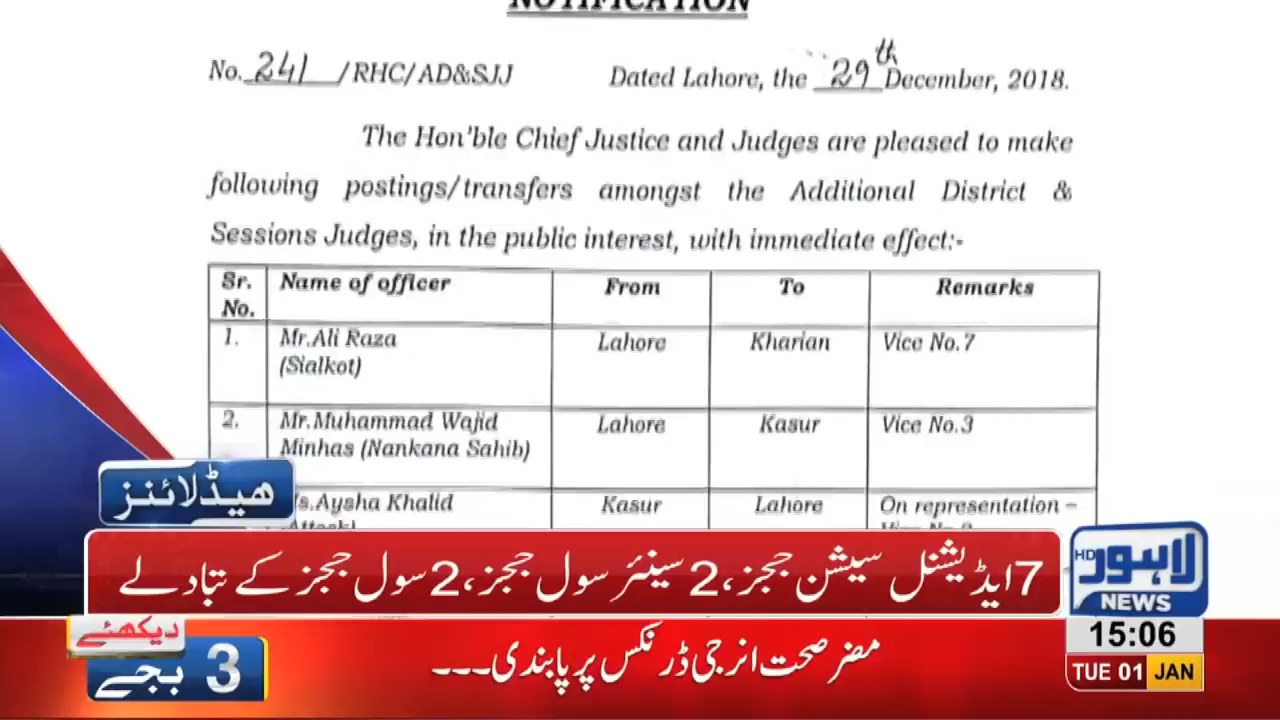 NOTIFICATION
No. 241 /RHC/AD&SJJ Dated Lahore, the 29th December, 2018.
The Hon'ble Chief Justice and Judges are pleased to make
following postings/transfers amongst the Additional District &
Sessions Judges, in the public interest, with immediate effect:-
Sr. No. Name of officer From To Remarks
1. Mr.Ali Raza Lahore Kharian Vice No.7
(Sialkot)
2. Mr.Muhammad Wajid Lahore Kasur Vice No.3
Minhas (Nankana Sahib)
s.Aysha Khalid Kasur Lahore On representation –
ہیڈلائنز
7ایڈیشنل سیشن ججز،2سینئر سول ججز،2سول ججز کے تبادلے
لاہور HD
NEWS
دیکھئے
3 بجے
مضر صحت انرجی ڈرنکس پر پابندی۔۔۔
15:06
TUE 01 JAN